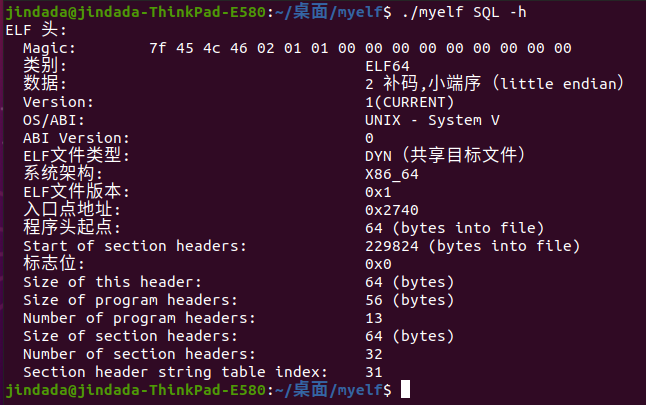 jindada@jindada-ThinkPad-E580:~/桌面/myelf$ ./myelf SQL -h
ELF 头:
Magic: 7f 45 4c 46 02 01 01 00 00 00 00 00 00 00 00 00
类别: ELF64
数据: 2 补码,小端序（little endian）
Version: 1(CURRENT)
OS/ABI: UNIX - System V
ABI Version: 0
ELF文件类型: DYN（共享目标文件）
系统架构: X86_64
ELF文件版本: 0x1
入口点地址: 0x2740
程序头起点: 64 (bytes into file)
Start of section headers: 229824 (bytes into file)
标志位: 0x0
Size of this header: 64 (bytes)
Size of program headers: 56 (bytes)
Number of program headers: 13
Size of section headers: 64 (bytes)
Number of section headers: 32
Section header string table index: 31
jindada@jindada-ThinkPad-E580:~/桌面/myelf$